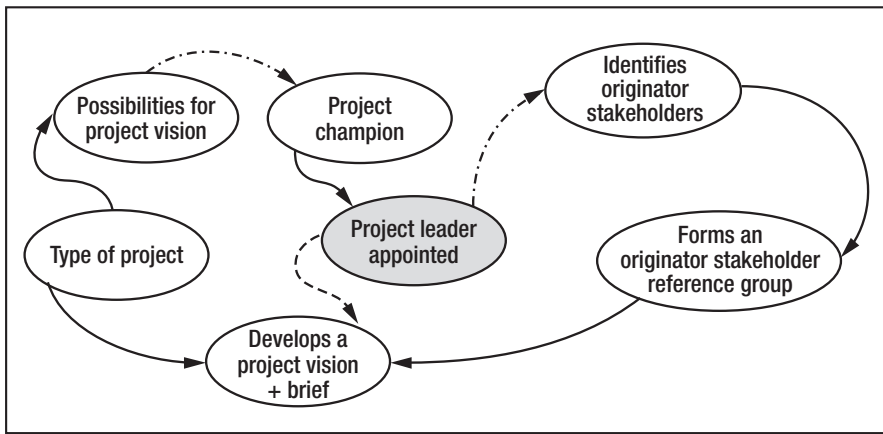 Possibilities for
project vision
Project
champion
Identifies
originator
stakeholders
Type of project
Project leader
appointed
Forms an
originator stakeholder
reference group
Develops a
project vision
+ brief